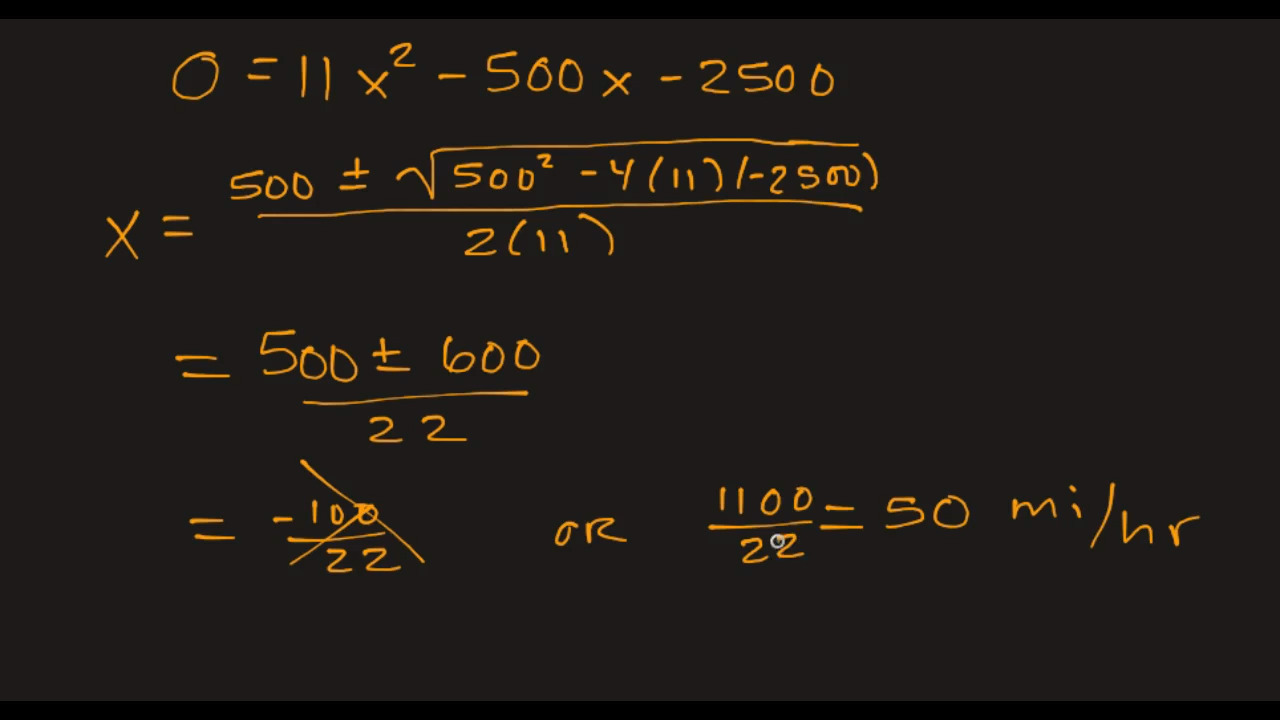 0 = 11x² - 500x - 2500
x = (500 ± √(500² - 4(11)(-2500))) / 2(11)
= (500 ± 600) / 22
= -100/22 OR 1100/22 = 50 mi/hr